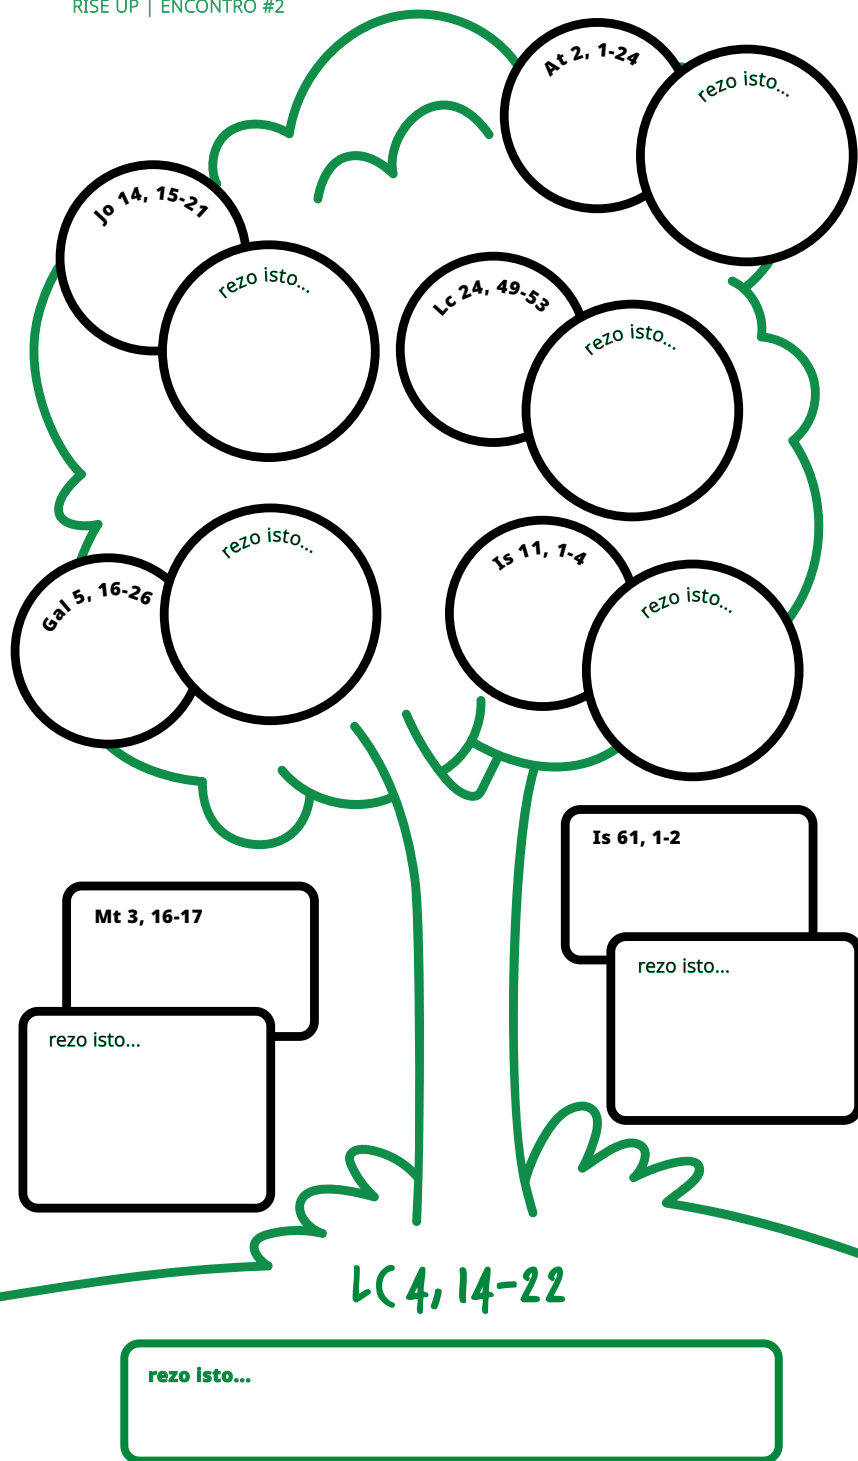 RISE UP | ENCONTRO #2
At 2, 1-24
rezo isto...
Jo 14, 15-21
rezo isto...
Lc 24, 49-53
rezo isto...
Gal 5, 16-26
rezo isto...
Is 11, 1-4
rezo isto...
Is 61, 1-2
rezo isto...
Mt 3, 16-17
rezo isto...
LC 4, 14-22
rezo isto...